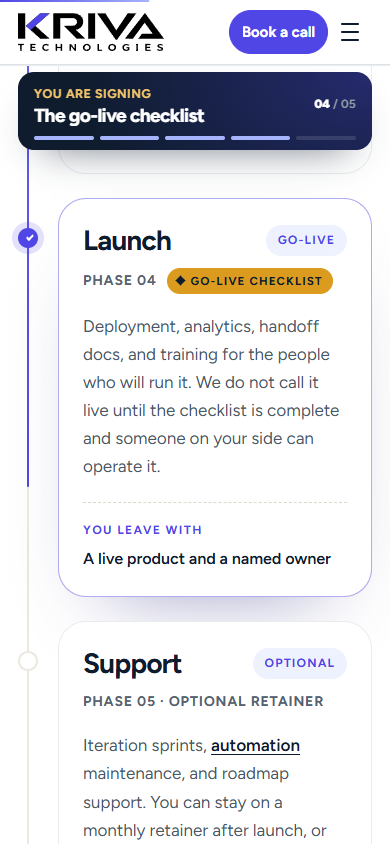 KRIVA
TECHNOLOGIES
Book a call
YOU ARE SIGNING
The go-live checklist
04 / 05
Launch
GO-LIVE
PHASE 04
GO-LIVE CHECKLIST
Deployment, analytics, handoff
docs, and training for the people
who will run it. We do not call it
live until the checklist is complete
and someone on your side can
operate it.
YOU LEAVE WITH
A live product and a named owner
Support
OPTIONAL
PHASE 05 · OPTIONAL RETAINER
Iteration sprints, automation
maintenance, and roadmap
support. You can stay on a
monthly retainer after launch, or